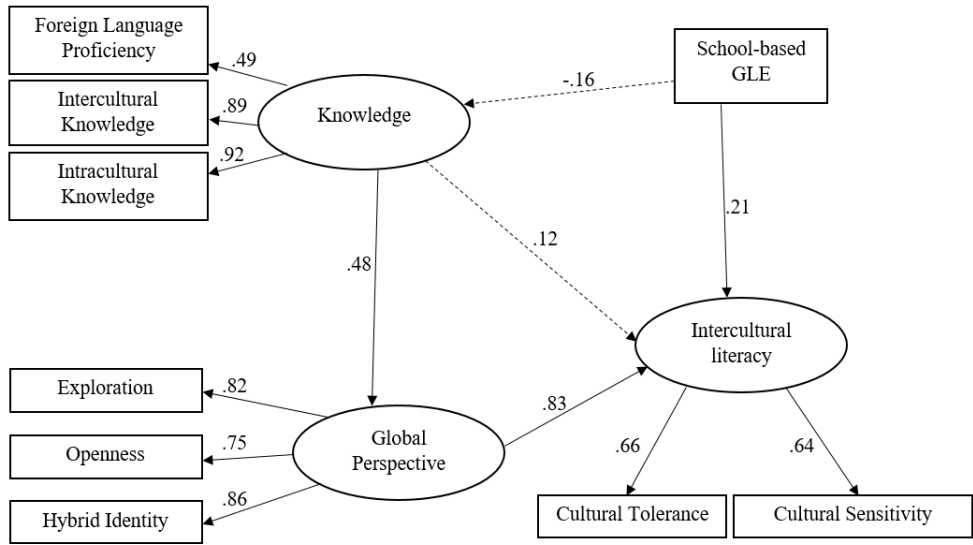 Foreign Language
Proficiency
.49
Intercultural
Knowledge
.89
Intracultural
Knowledge
.92
Knowledge
School-based
GLE
-.16
.21
.12
.48
Intercultural
literacy
Exploration
.82
Openness
.75
Hybrid Identity
.86
Global
Perspective
.83
.66
.64
Cultural Tolerance
Cultural Sensitivity